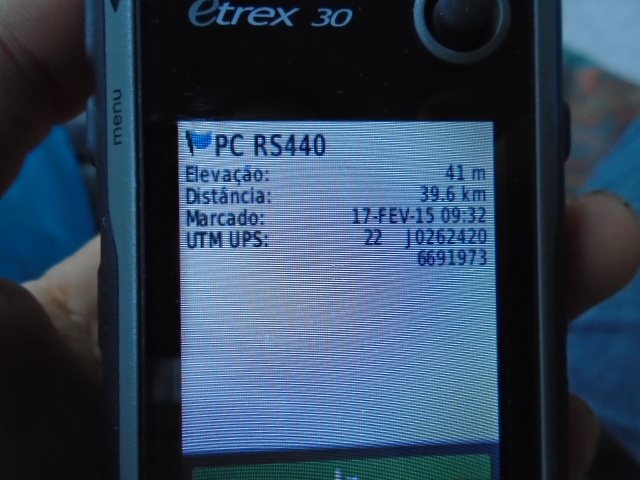 etrex 30
menu
PC RS440
Elevação: 41 m
Distância: 39.6 km
Marcado: 17-FEV-15 09:32
UTM UPS: 22 J0262420
6691973